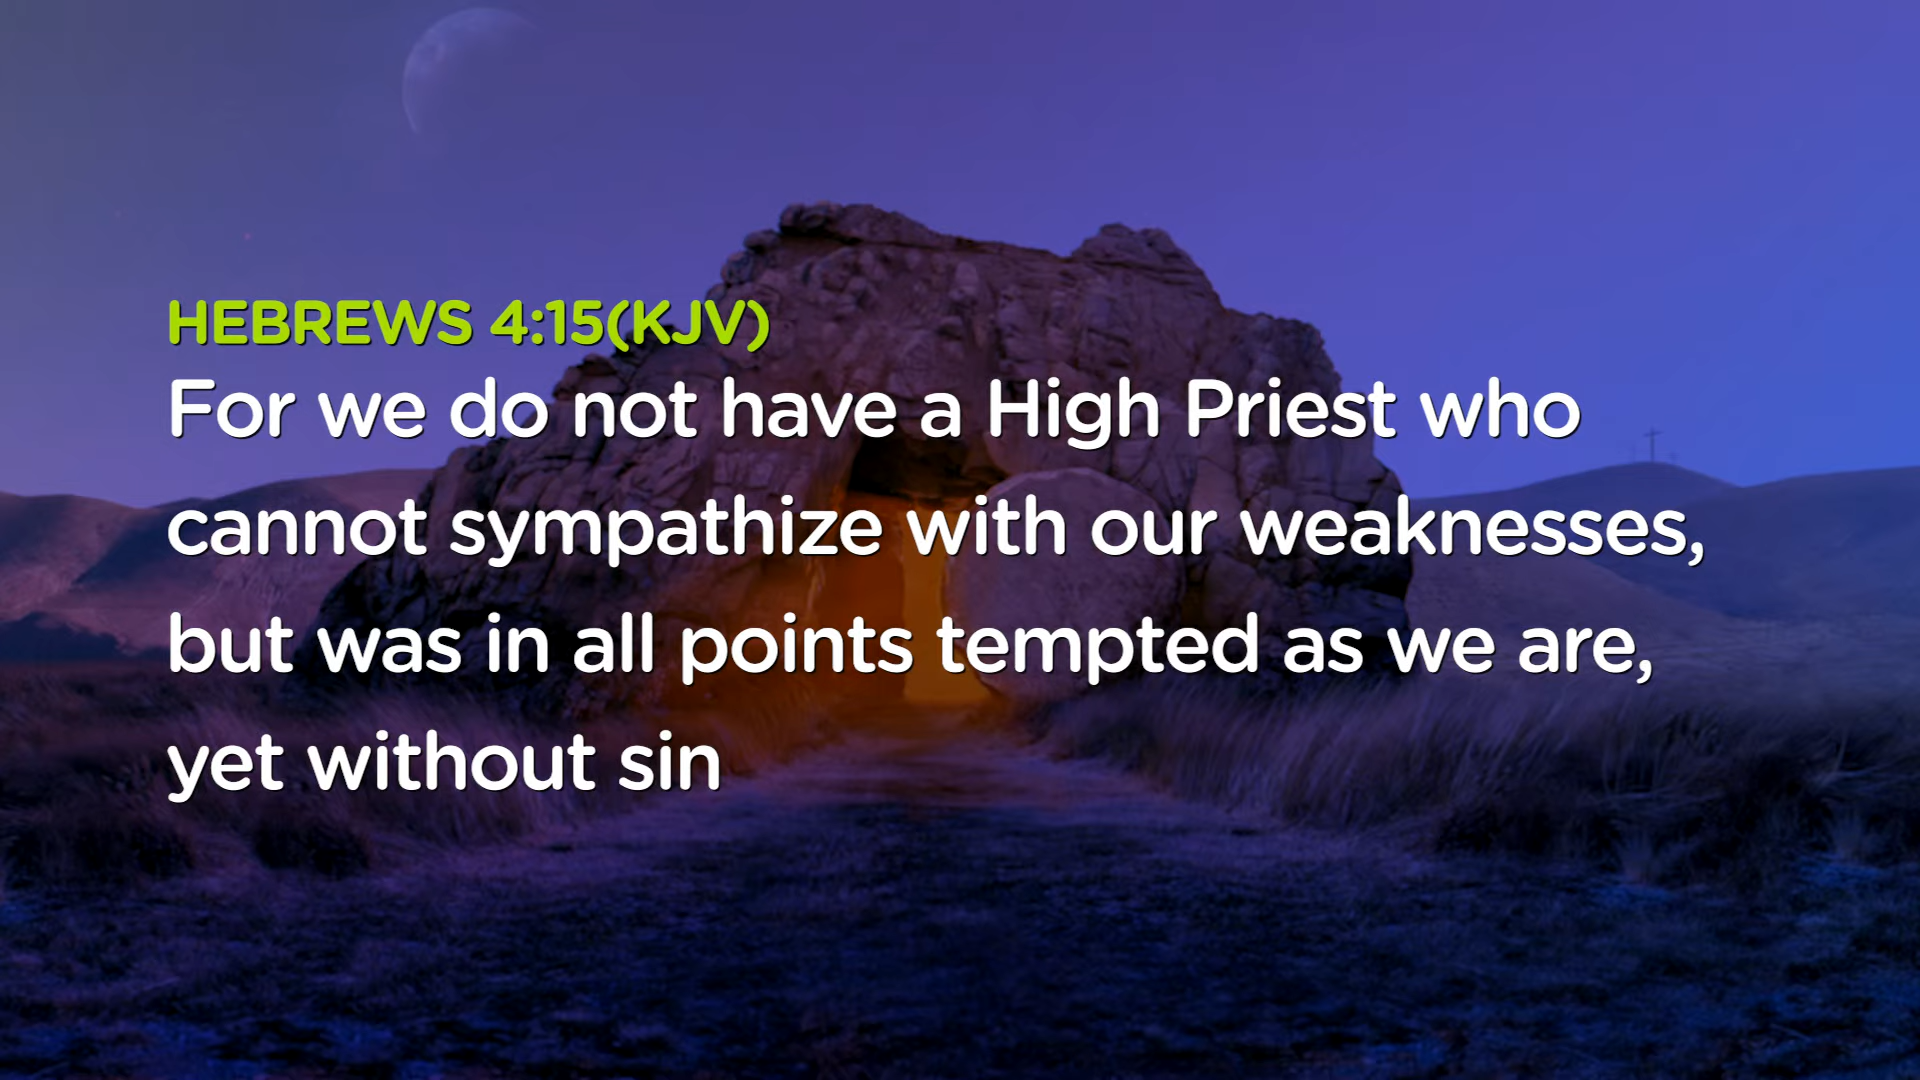 HEBREWS 4:15(KJV)
For we do not have a High Priest who
cannot sympathize with our weaknesses,
but was in all points tempted as we are,
yet without sin